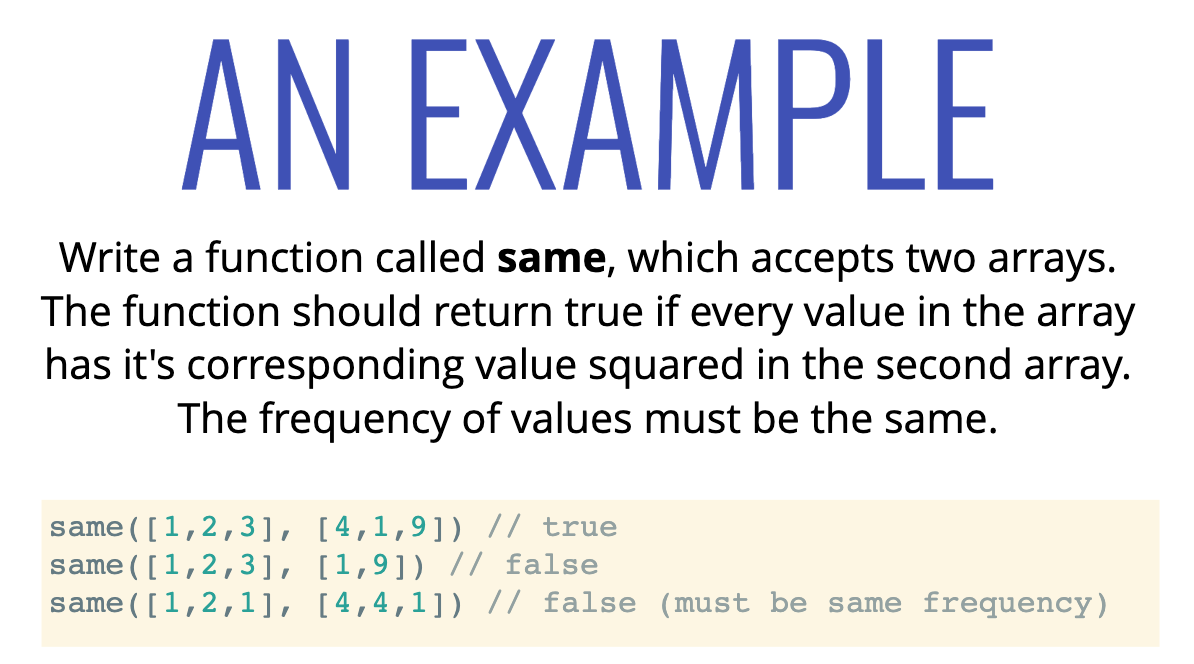 AN EXAMPLE
Write a function called same, which accepts two arrays.
The function should return true if every value in the array
has it's corresponding value squared in the second array.
The frequency of values must be the same.
same([1,2,3], [4,1,9]) // true
same([1,2,3], [1,9]) // false
same([1,2,1], [4,4,1]) // false (must be same frequency)